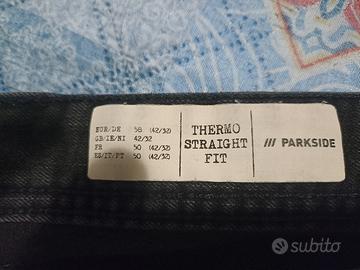 EUR/DE 58 (42/32)
GB/IE/NI 42/32
FR 50 (42/32)
ES/IT/PT 50 (42/32)
THERMO
STRAIGHT
FIT
/// PARKSIDE
subito